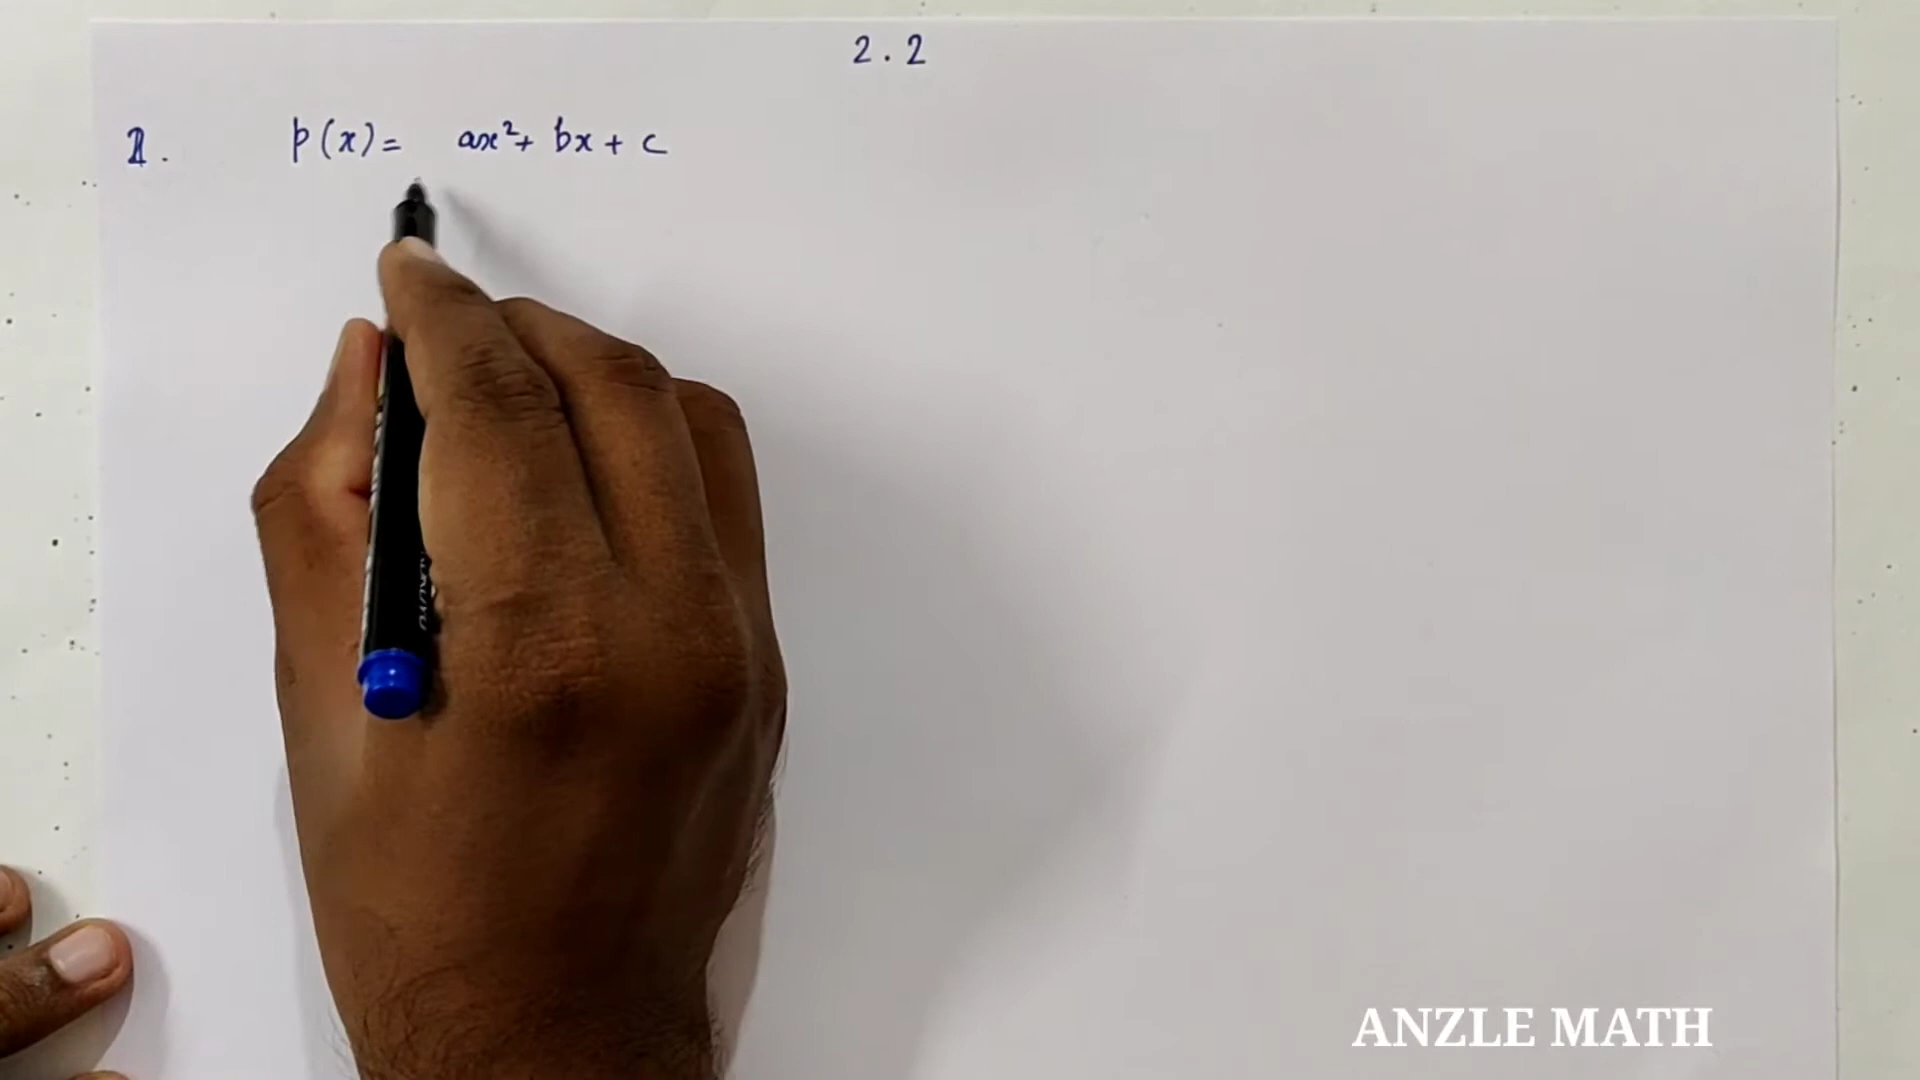 2.2
1. p(x) = ax²+ bx + c
ANZLE MATH